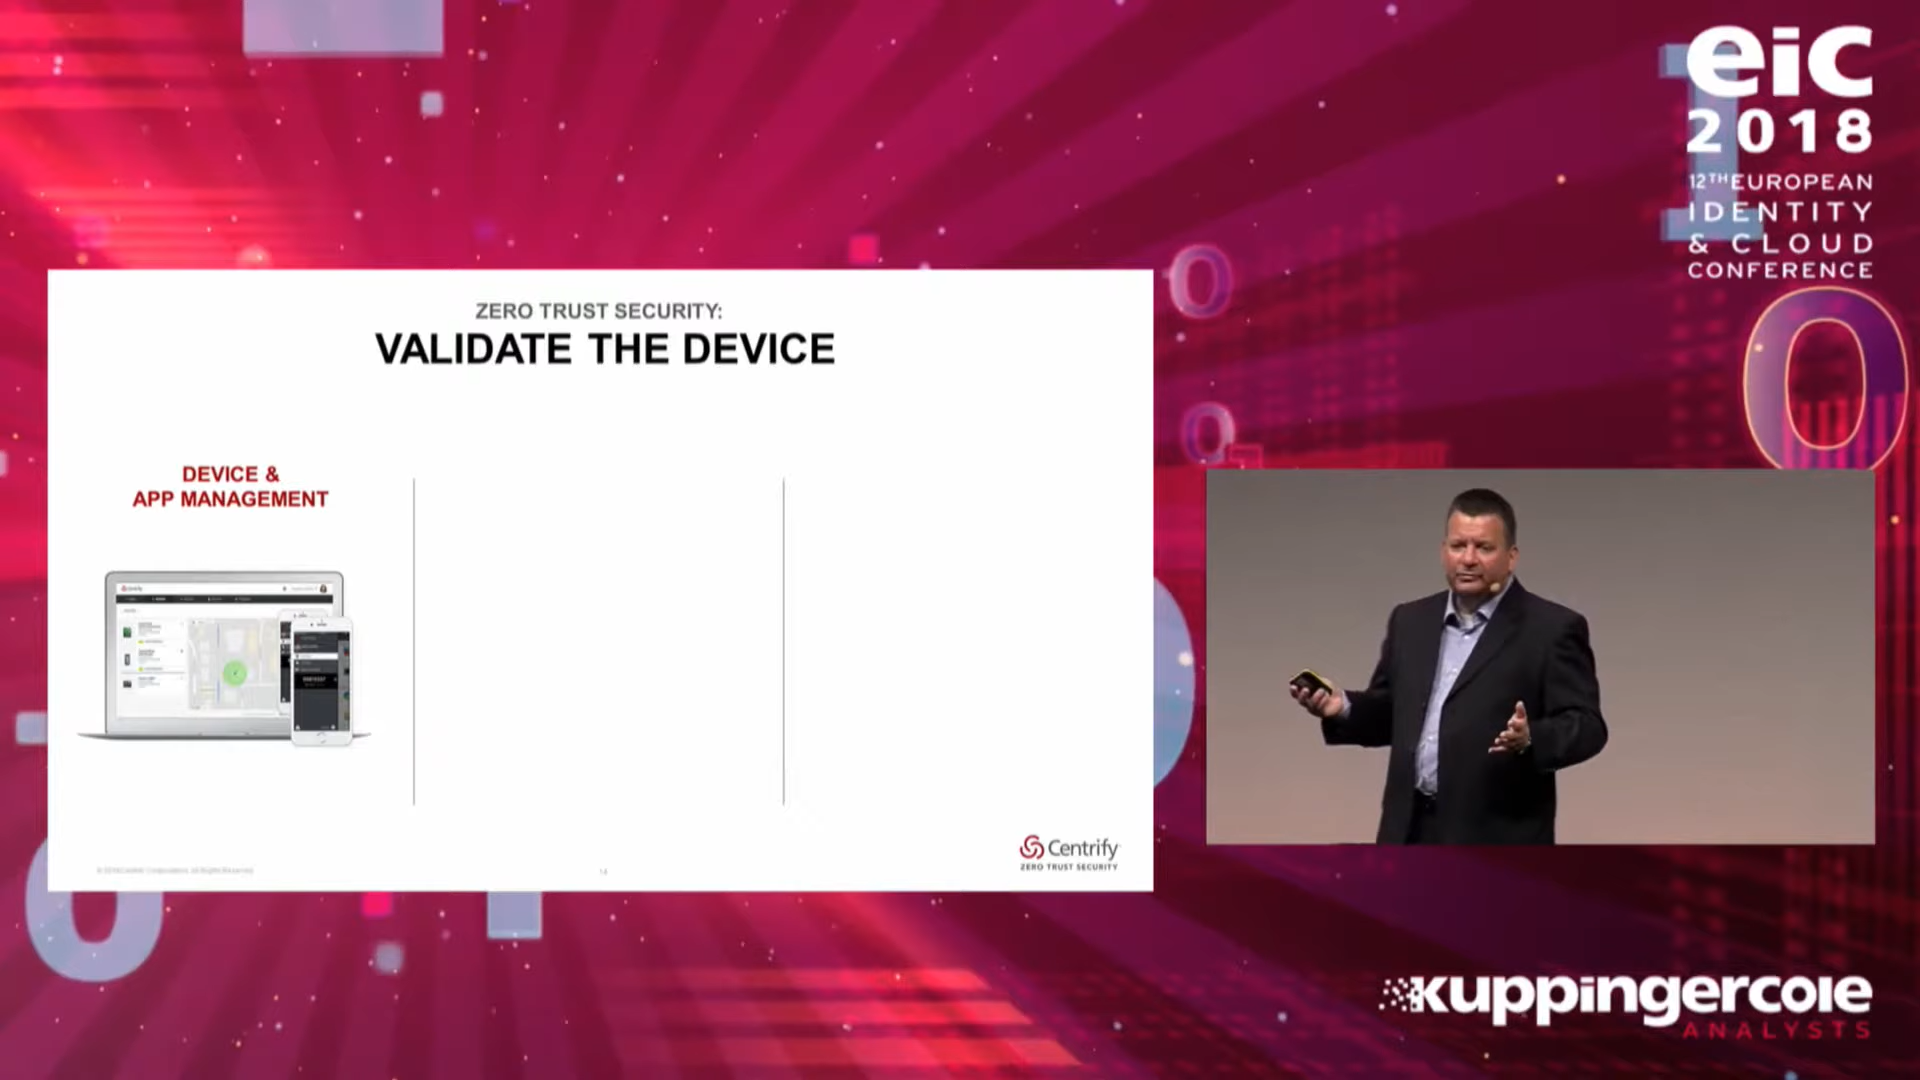 eic
2018
12TH EUROPEAN
IDENTITY
& CLOUD
CONFERENCE
ZERO TRUST SECURITY:
VALIDATE THE DEVICE
DEVICE &
APP MANAGEMENT
Centrify
ZERO TRUST SECURITY
14
kuppingercole
ANALYSTS